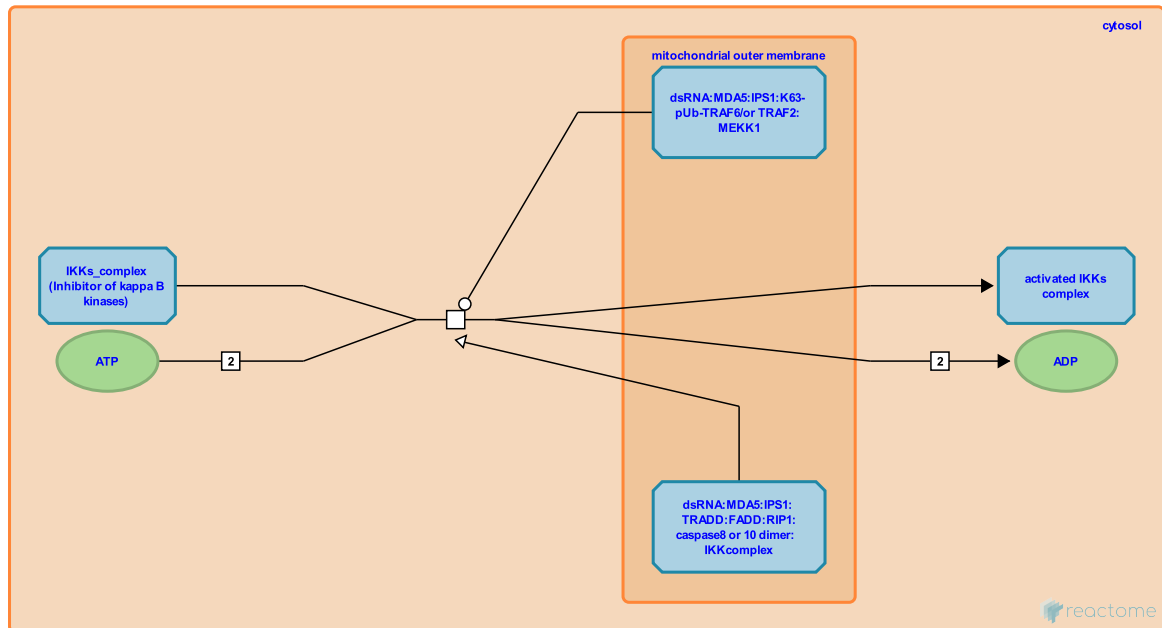 cytosol
mitochondrial outer membrane
dsRNA:MDA5:IPS1:K63-
pUb-TRAF6/or TRAF2:
MEKK1
IKKs_complex
(Inhibitor of kappa B
kinases)
activated IKKs
complex
ATP
2
2
ADP
dsRNA:MDA5:IPS1:
TRADD:FADD:RIP1:
caspase8 or 10 dimer:
IKKcomplex
reactome